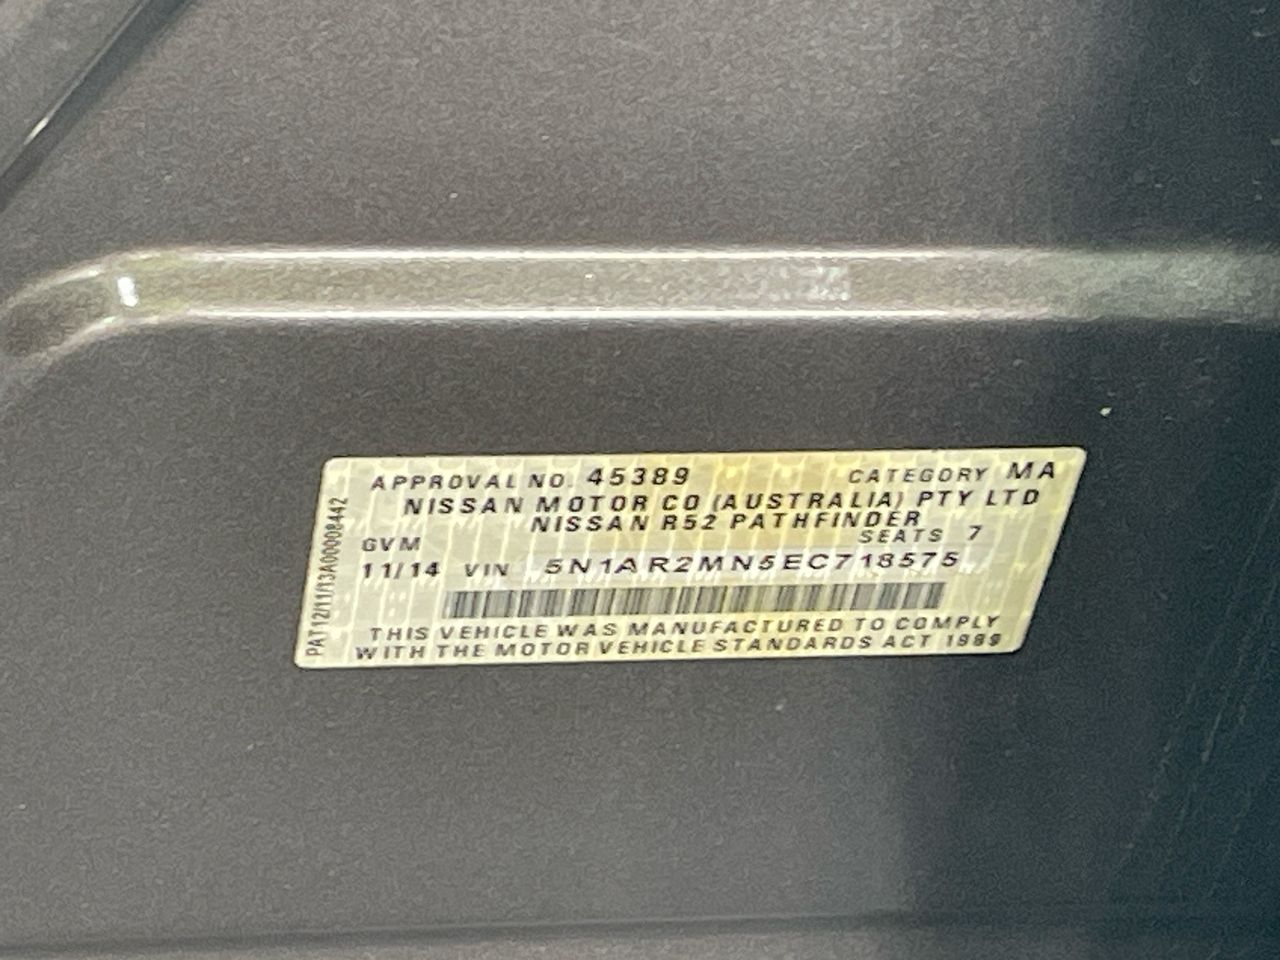 APPROVAL NO. 45389 CATEGORY MA
NISSAN MOTOR CO (AUSTRALIA) PTY LTD
NISSAN R52 PATHFINDER
GVM SEATS 7
11/14 VIN 5N1AR2MN5EC718575
THIS VEHICLE WAS MANUFACTURED TO COMPLY
WITH THE MOTOR VEHICLE STANDARDS ACT 1989
PAT12/11/13A00008442